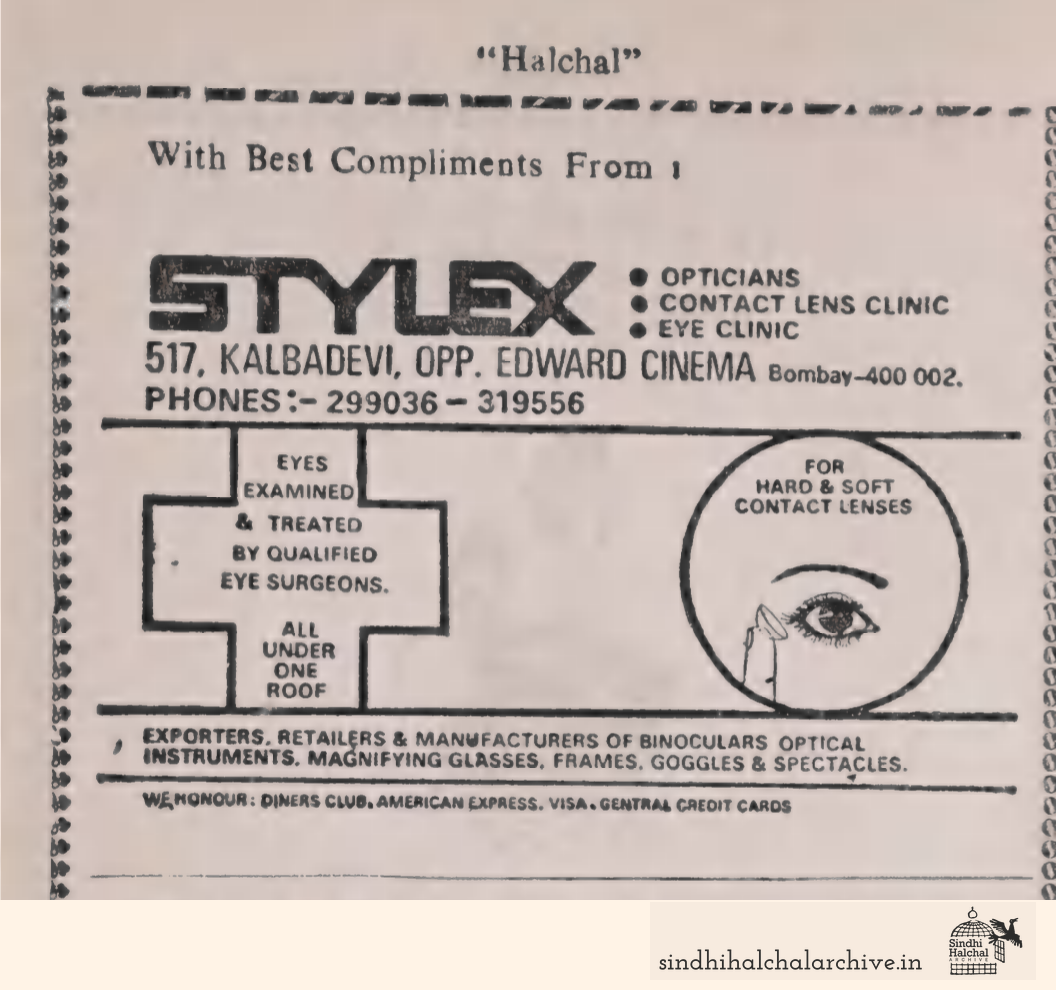 “Halchal”
With Best Compliments From :
STYLEX
● OPTICIANS
● CONTACT LENS CLINIC
● EYE CLINIC
517, KALBADEVI, OPP. EDWARD CINEMA Bombay-400 002.
PHONES:- 299036 - 319556
EYES
EXAMINED
& TREATED
BY QUALIFIED
EYE SURGEONS.
ALL
UNDER
ONE
ROOF
FOR
HARD & SOFT
CONTACT LENSES
EXPORTERS, RETAILERS & MANUFACTURERS OF BINOCULARS OPTICAL
INSTRUMENTS, MAGNIFYING GLASSES, FRAMES, GOGGLES & SPECTACLES.
WE HONOUR: DINERS CLUB, AMERICAN EXPRESS, VISA, CENTRAL CREDIT CARDS
sindhihalchalarchive.in
Sindhi
Halchal
ARCHIVE